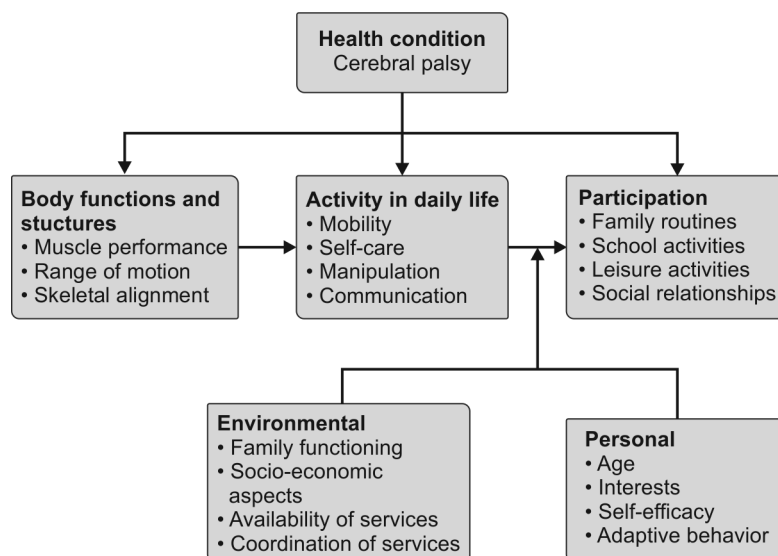 Health condition
Cerebral palsy
Body functions and
stuctures
• Muscle performance
• Range of motion
• Skeletal alignment
Activity in daily life
• Mobility
• Self-care
• Manipulation
• Communication
Participation
• Family routines
• School activities
• Leisure activities
• Social relationships
Environmental
• Family functioning
• Socio-economic
aspects
• Availability of services
• Coordination of services
Personal
• Age
• Interests
• Self-efficacy
• Adaptive behavior